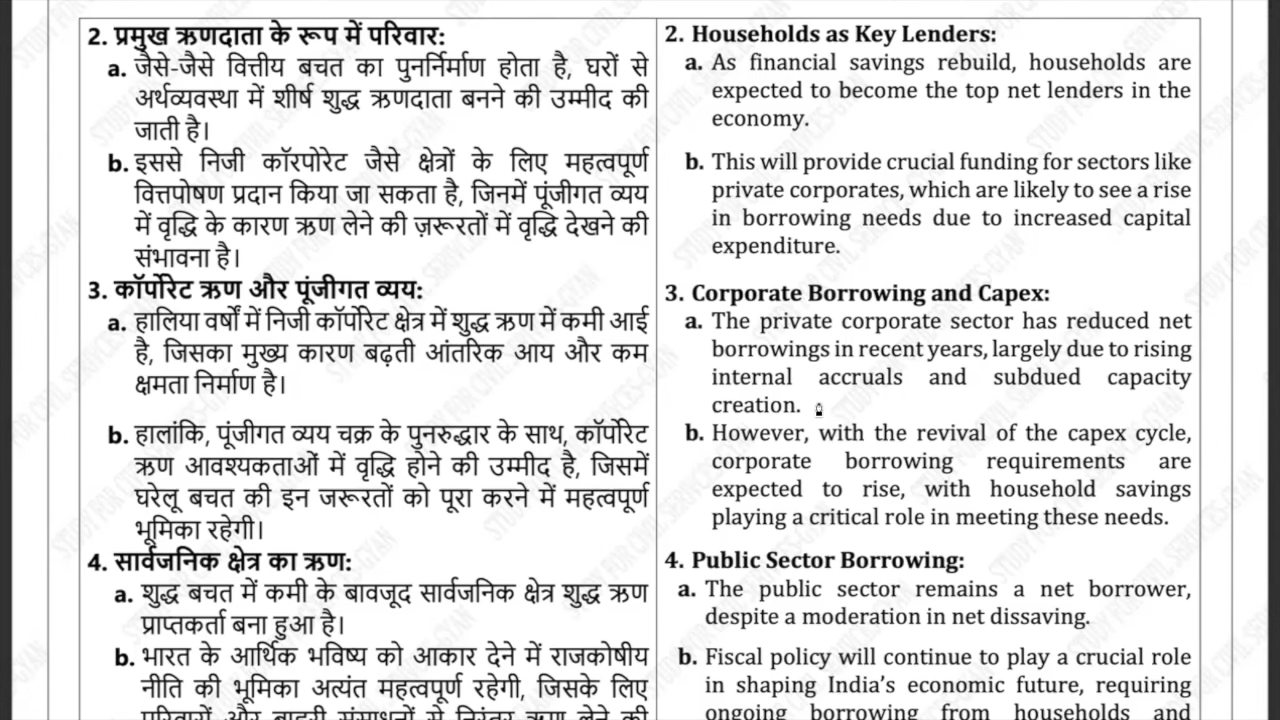 2. प्रमुख ऋणदाता के रूप में परिवार:
a. जैसे-जैसे वित्तीय बचत का पुनर्निर्माण होता है, घरों से
अर्थव्यवस्था में शीर्ष शुद्ध ऋणदाता बनने की उम्मीद की
जाती है।
b. इससे निजी कॉरपोरेट जैसे क्षेत्रों के लिए महत्वपूर्ण
वित्तपोषण प्रदान किया जा सकता है, जिनमें पूंजीगत व्यय
में वृद्धि के कारण ऋण लेने की ज़रूरतों में वृद्धि देखने की
संभावना है।
3. कॉर्पोरेट ऋण और पूंजीगत व्यय:
a. हालिया वर्षों में निजी कॉर्पोरेट क्षेत्र में शुद्ध ऋण में कमी आई
है, जिसका मुख्य कारण बढ़ती आंतरिक आय और कम
क्षमता निर्माण है।
b. हालांकि, पूंजीगत व्यय चक्र के पुनरुद्धार के साथ, कॉर्पोरेट
ऋण आवश्यकताओं में वृद्धि होने की उम्मीद है, जिसमें
घरेलू बचत की इन जरूरतों को पूरा करने में महत्वपूर्ण
भूमिका रहेगी।
4. सार्वजनिक क्षेत्र का ऋण:
a. शुद्ध बचत में कमी के बावजूद सार्वजनिक क्षेत्र शुद्ध ऋण
प्राप्तकर्ता बना हुआ है।
b. भारत के आर्थिक भविष्य को आकार देने में राजकोषीय
नीति की भूमिका अत्यंत महत्वपूर्ण रहेगी, जिसके लिए
परिवारों और बाहरी संसाधनों से निरंतर ऋण लेने की
2. Households as Key Lenders:
a. As financial savings rebuild, households are
expected to become the top net lenders in the
economy.
b. This will provide crucial funding for sectors like
private corporates, which are likely to see a rise
in borrowing needs due to increased capital
expenditure.
3. Corporate Borrowing and Capex:
a. The private corporate sector has reduced net
borrowings in recent years, largely due to rising
internal accruals and subdued capacity
creation.
b. However, with the revival of the capex cycle,
corporate borrowing requirements are
expected to rise, with household savings
playing a critical role in meeting these needs.
4. Public Sector Borrowing:
a. The public sector remains a net borrower,
despite a moderation in net dissaving.
b. Fiscal policy will continue to play a crucial role
in shaping India's economic future, requiring
ongoing borrowing from households and